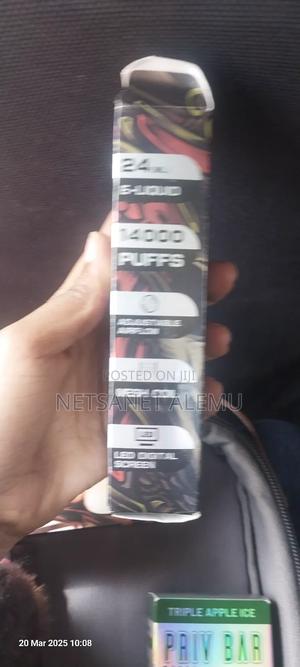 24ML
E-LIQUID
14000
PUFFS
ADJUSTABLE
AIRFLOW
POSTED ON JIJI
NETSANET ALEMU
MESH COIL
LED
LED DIGITAL
SCREEN
TRIPLE APPLE ICE
PRIV BAR
20 Mar 2025 10:08